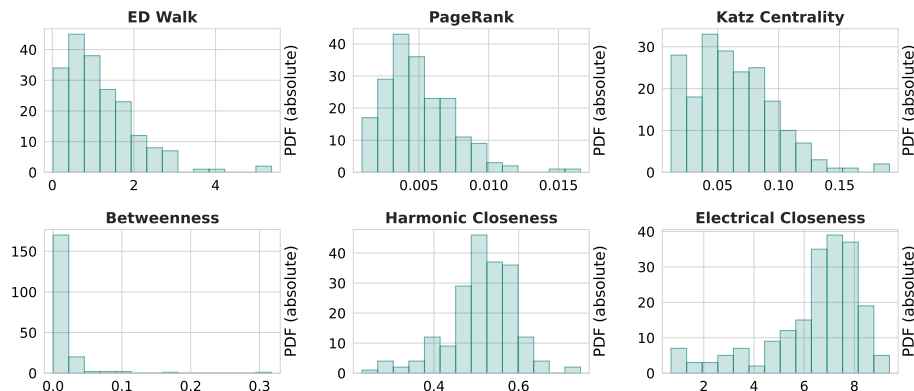 ED Walk
40
30
20
10
0
0 2 4
PageRank
PDF (absolute)
40
30
20
10
0
0.005 0.010 0.015
Katz Centrality
PDF (absolute)
30
20
10
0
0.05 0.10 0.15
PDF (absolute)
Betweenness
150
100
50
0
0.0 0.1 0.2 0.3
Harmonic Closeness
PDF (absolute)
40
30
20
10
0
0.4 0.6
Electrical Closeness
PDF (absolute)
40
30
20
10
0
2 4 6 8
PDF (absolute)